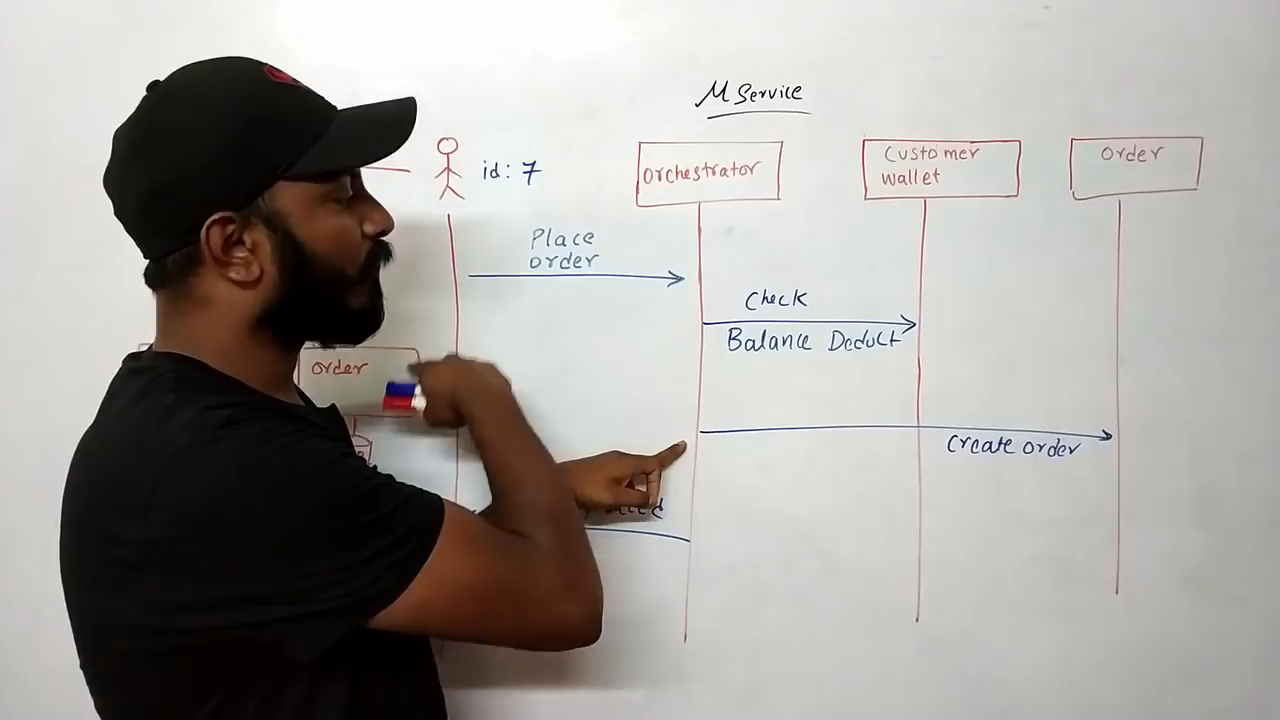 M Service
id: 7
Orchestrator
Customer
wallet
Order
Place
order
Check
Balance Deduct
order
Create order